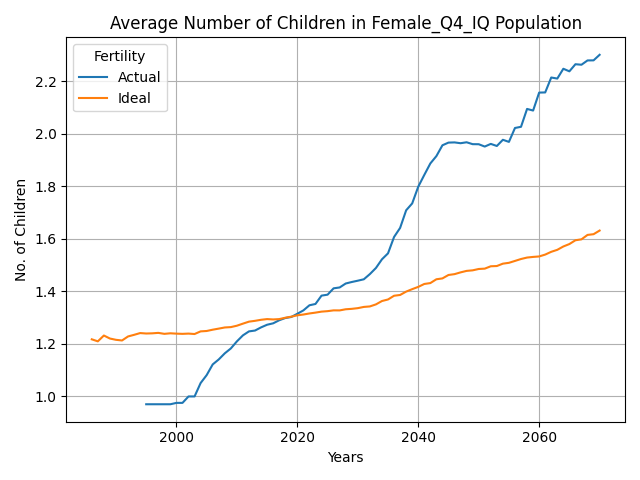 Average Number of Children in Female_Q4_IQ Population
Fertility
Actual
Ideal
No. of Children
2.2
2.0
1.8
1.6
1.4
1.2
1.0
2000
2020
2040
2060
Years